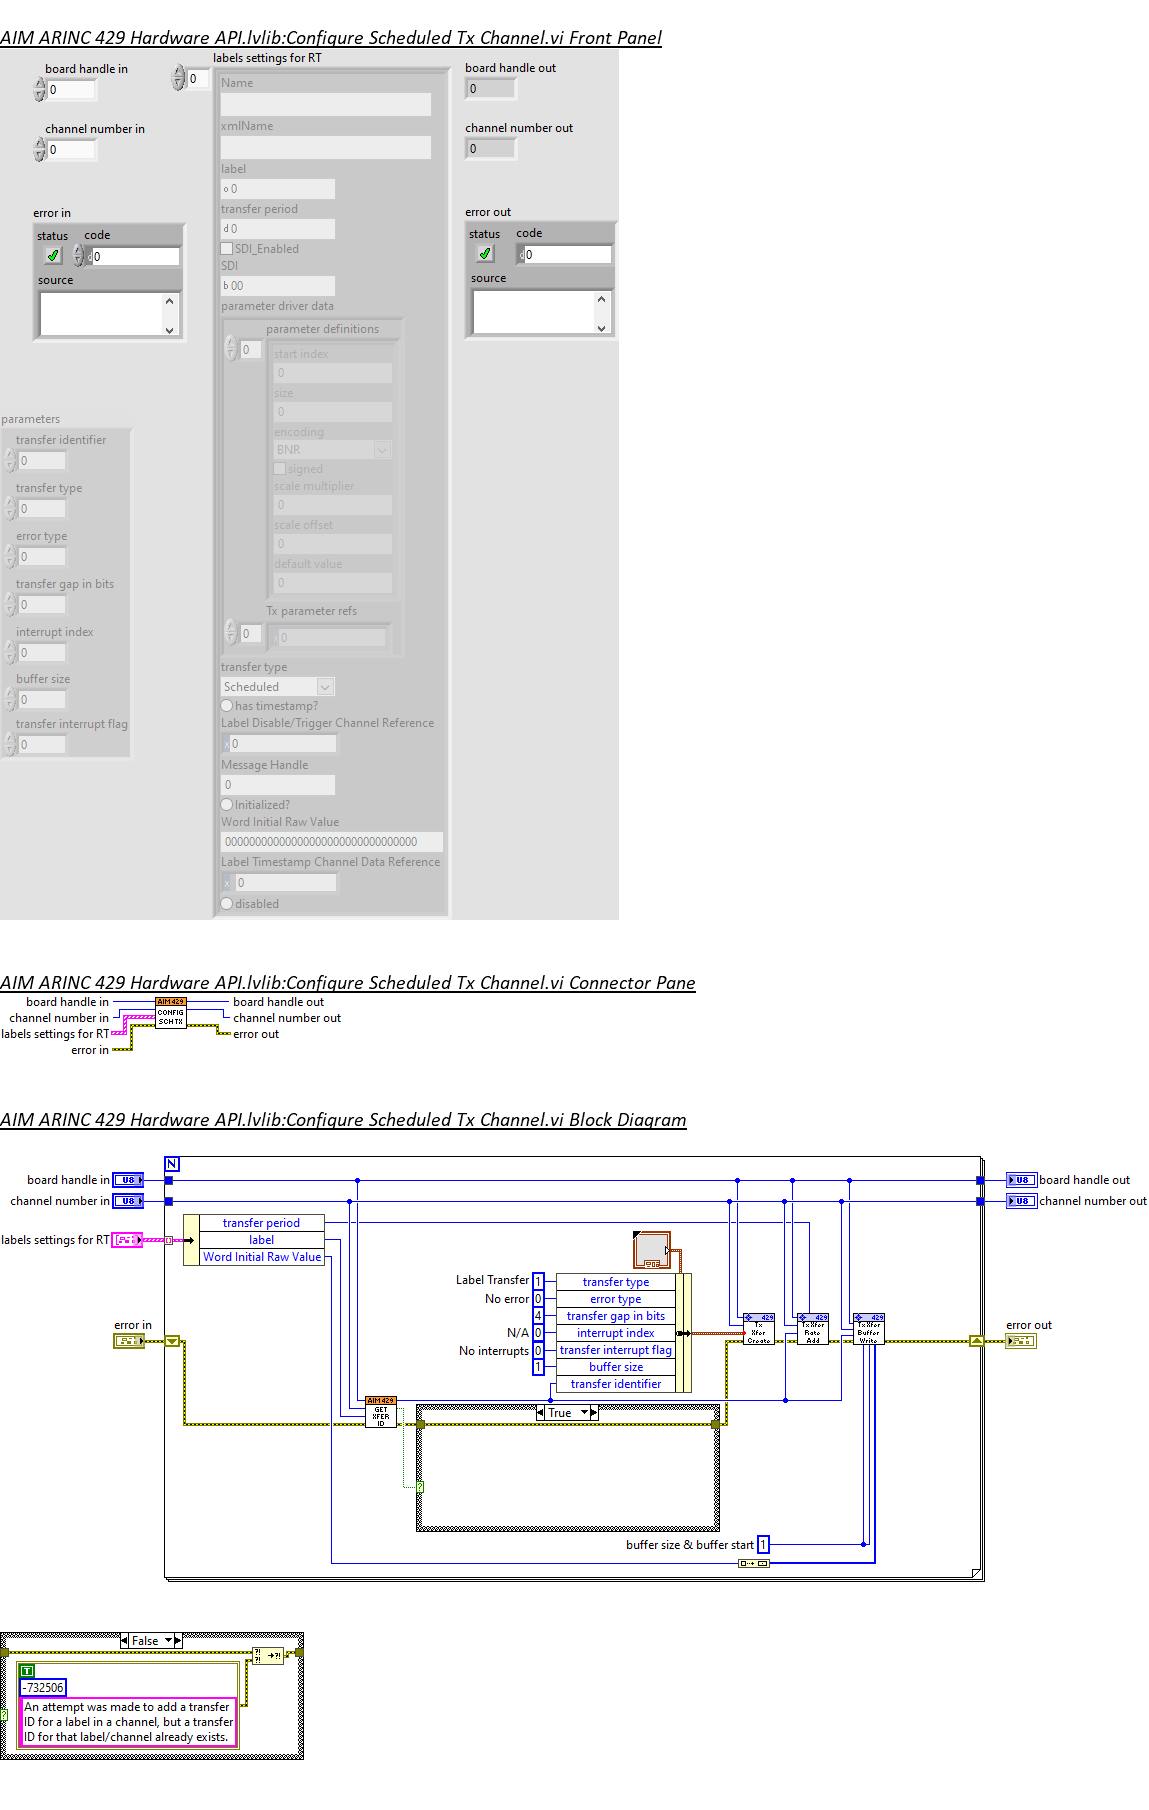 AIM ARINC 429 Hardware API.lvlib:Configure Scheduled Tx Channel.vi Front Panel
labels settings for RT
board handle in
0
0
board handle out
0
channel number in
0
channel number out
0
Name
xmlName
label
o 0
transfer period
d 0
SDI_Enabled
SDI
b 00
parameter driver data
parameter definitions
0
start index
0
size
0
encoding
BNR
signed
scale multiplier
0
scale offset
0
default value
0
Tx parameter refs
0
0
transfer type
Scheduled
has timestamp?
Label Disable/Trigger Channel Reference
x 0
Message Handle
0
Initialized?
Word Initial Raw Value
00000000000000000000000000000000
Label Timestamp Channel Data Reference
x 0
disabled
error in
status code
d 0
source
error out
status code
d 0
source
parameters
transfer identifier
0
transfer type
0
error type
0
transfer gap in bits
0
interrupt index
0
buffer size
0
transfer interrupt flag
0
AIM ARINC 429 Hardware API.lvlib:Configure Scheduled Tx Channel.vi Connector Pane
board handle in
channel number in
labels settings for RT
error in
AIM429
CONFIG
SCHTX
board handle out
channel number out
error out
AIM ARINC 429 Hardware API.lvlib:Configure Scheduled Tx Channel.vi Block Diagram
N
board handle in U8
U8 board handle out
channel number in U8
U8 channel number out
labels settings for RT
transfer period
label
Word Initial Raw Value
Label Transfer 1 transfer type
No error 0 error type
4 transfer gap in bits
N/A 0 interrupt index
No interrupts 0 transfer interrupt flag
1 buffer size
transfer identifier
error in
error out
429
Tx
Xfer
Create
429
TxXfer
Rate
Add
429
TxXfer
Buffer
Write
AIM429
GET
XFER
ID
True
?
buffer size & buffer start 1
False
T
-732506
An attempt was made to add a transfer
ID for a label in a channel, but a transfer
ID for that label/channel already exists.
?